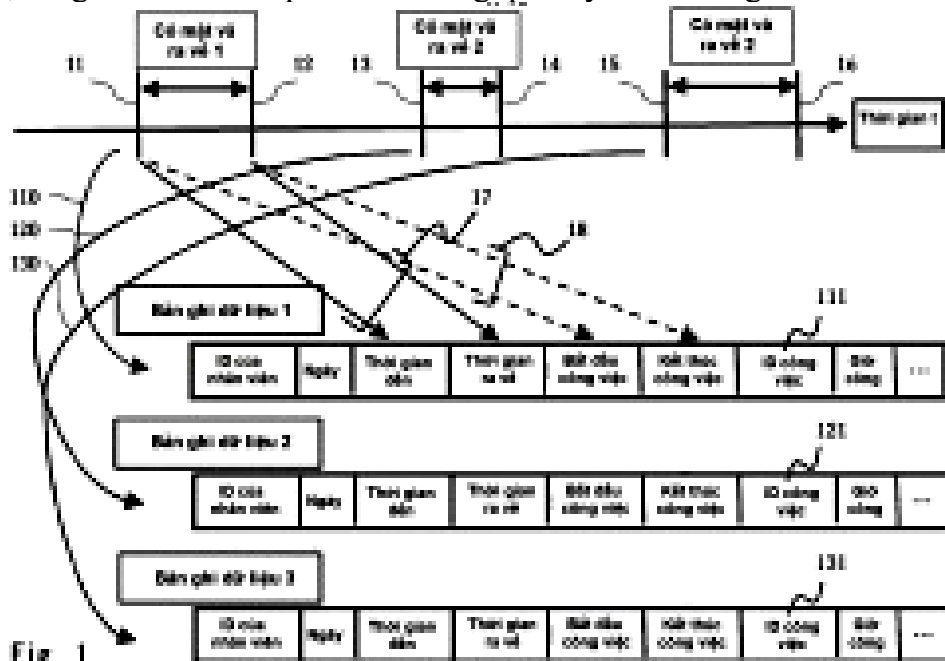 Có mặt và
ra về 1
Có mặt và
ra về 2
Có mặt và
ra về 3
11
12
13
14
15
16
Thời gian t
110
120
130
17
18
Bản ghi dữ liệu 1
111
ID của
nhân viên
Ngày
Thời gian
đến
Thời gian
ra về
Bắt đầu
công việc
Kết thúc
công việc
ID công
việc
Giờ
công
...
Bản ghi dữ liệu 2
121
ID của
nhân viên
Ngày
Thời gian
đến
Thời gian
ra về
Bắt đầu
công việc
Kết thúc
công việc
ID công
việc
Giờ
công
...
Bản ghi dữ liệu 3
131
ID của
nhân viên
Ngày
Thời gian
đến
Thời gian
ra về
Bắt đầu
công việc
Kết thúc
công việc
ID công
việc
Giờ
công
...
Fig. 1